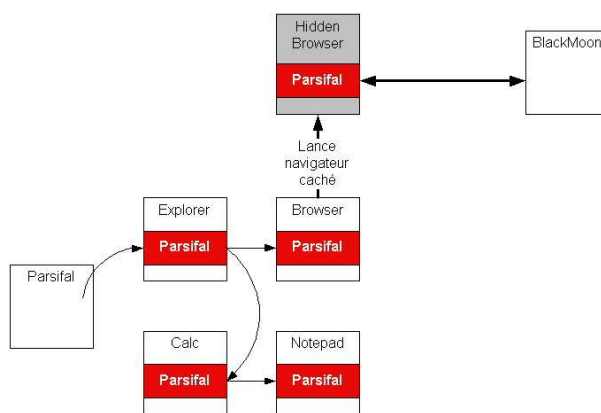 Hidden
Browser
Parsifal
BlackMoon
Lance
navigateur
caché
Explorer
Parsifal
Browser
Parsifal
Parsifal
Calc
Parsifal
Notepad
Parsifal